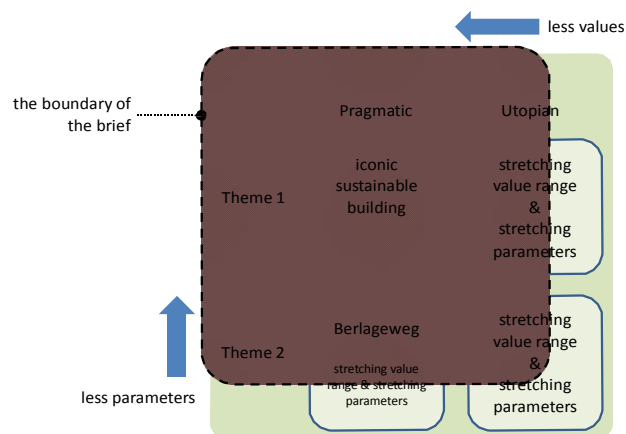 less values
the boundary of
the brief
Pragmatic
Utopian
Theme 1
iconic
sustainable
building
stretching
value range
&
stretching
parameters
Theme 2
Berlageweg
stretching value
range & stretching
parameters
stretching
value range
&
stretching
parameters
less parameters